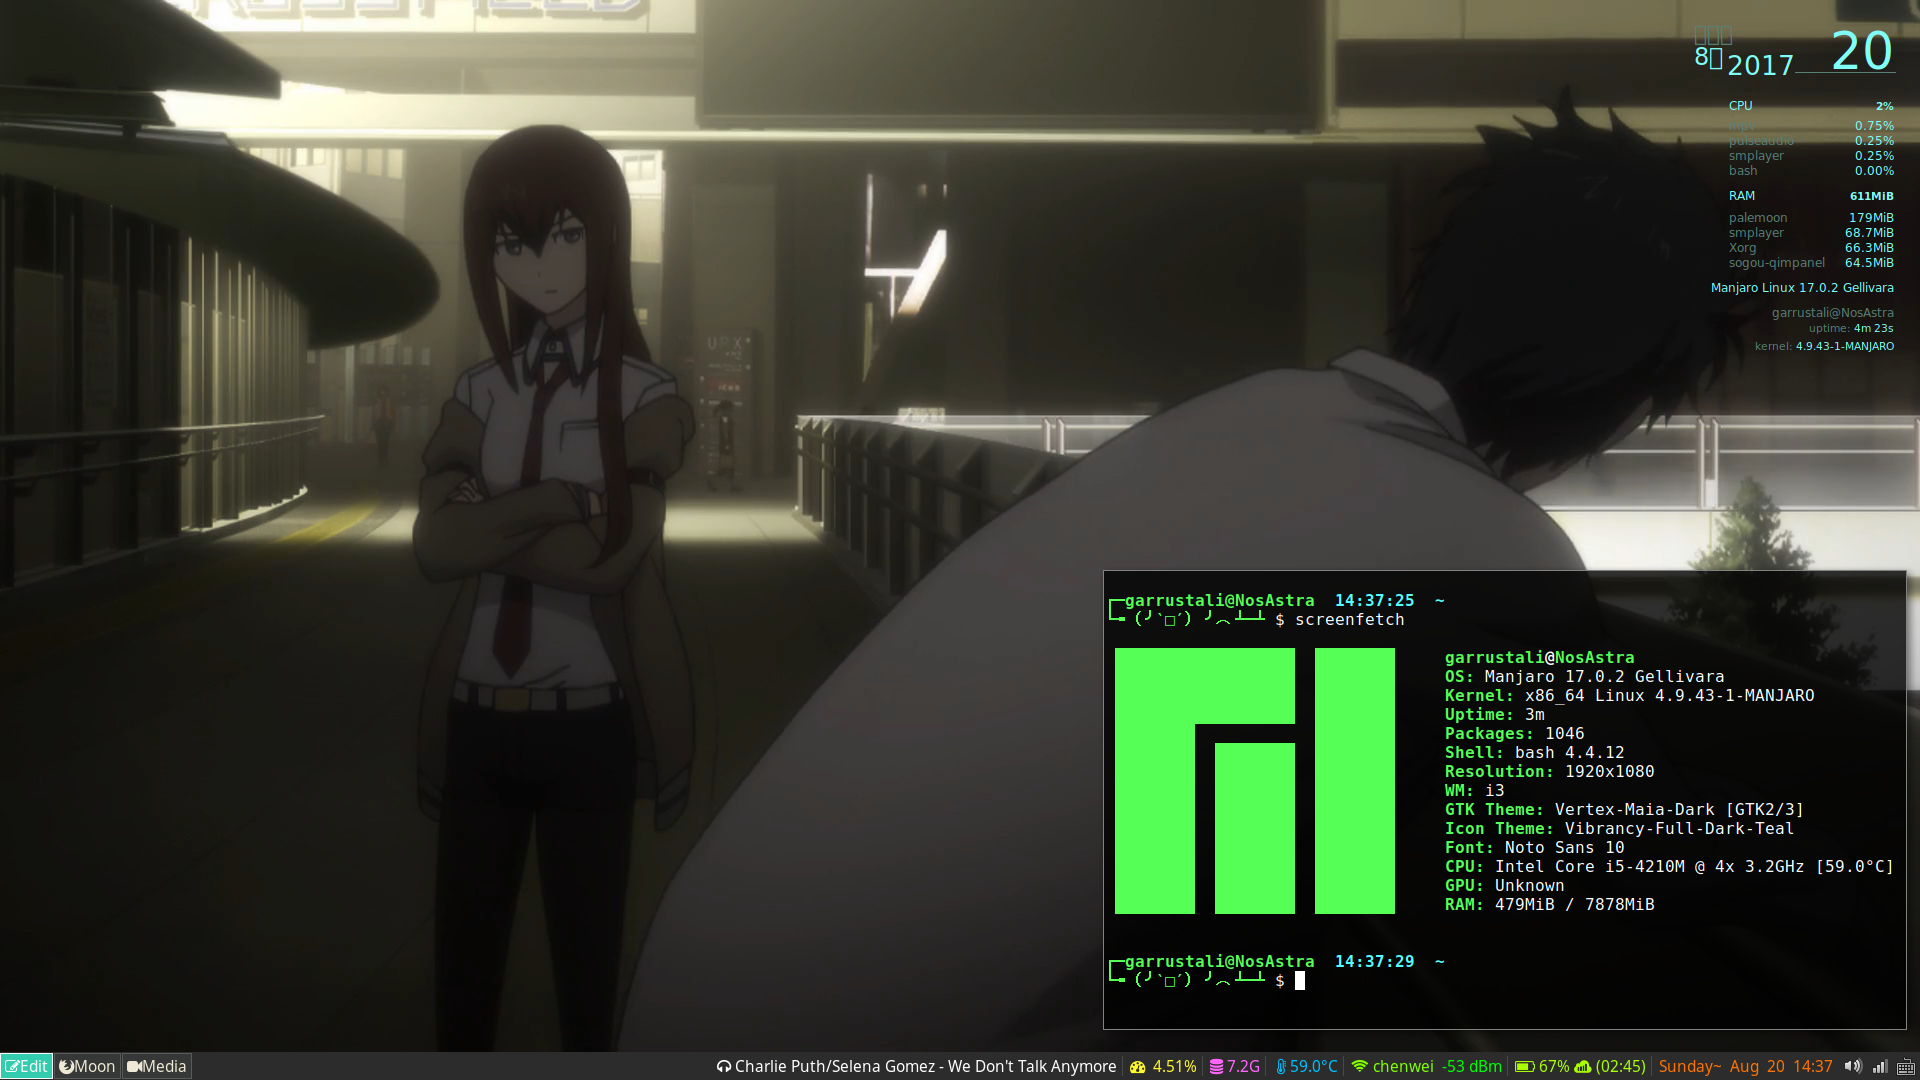 8 2017 20
CPU 2%
mpv 0.75%
pulseaudio 0.25%
smplayer 0.25%
bash 0.00%
RAM 611MiB
palemoon 179MiB
smplayer 68.7MiB
Xorg 66.3MiB
sogou-qimpanel 64.5MiB
Manjaro Linux 17.0.2 Gellivara
garrustali@NosAstra
uptime: 4m 23s
kernel: 4.9.43-1-MANJARO
garrustali@NosAstra 14:37:25 ~
(╯`□′) ╯︵┻━┻ $ screenfetch
garrustali@NosAstra
OS: Manjaro 17.0.2 Gellivara
Kernel: x86_64 Linux 4.9.43-1-MANJARO
Uptime: 3m
Packages: 1046
Shell: bash 4.4.12
Resolution: 1920x1080
WM: i3
GTK Theme: Vertex-Maia-Dark [GTK2/3]
Icon Theme: Vibrancy-Full-Dark-Teal
Font: Noto Sans 10
CPU: Intel Core i5-4210M @ 4x 3.2GHz [59.0°C]
GPU: Unknown
RAM: 479MiB / 7878MiB
garrustali@NosAstra 14:37:29 ~
(╯`□′) ╯︵┻━┻ $
Edit Moon Media Charlie Puth/Selena Gomez - We Don't Talk Anymore 4.51% 7.2G 59.0°C chenwei -53 dBm 67% (02:45) Sunday~ Aug 20 14:37